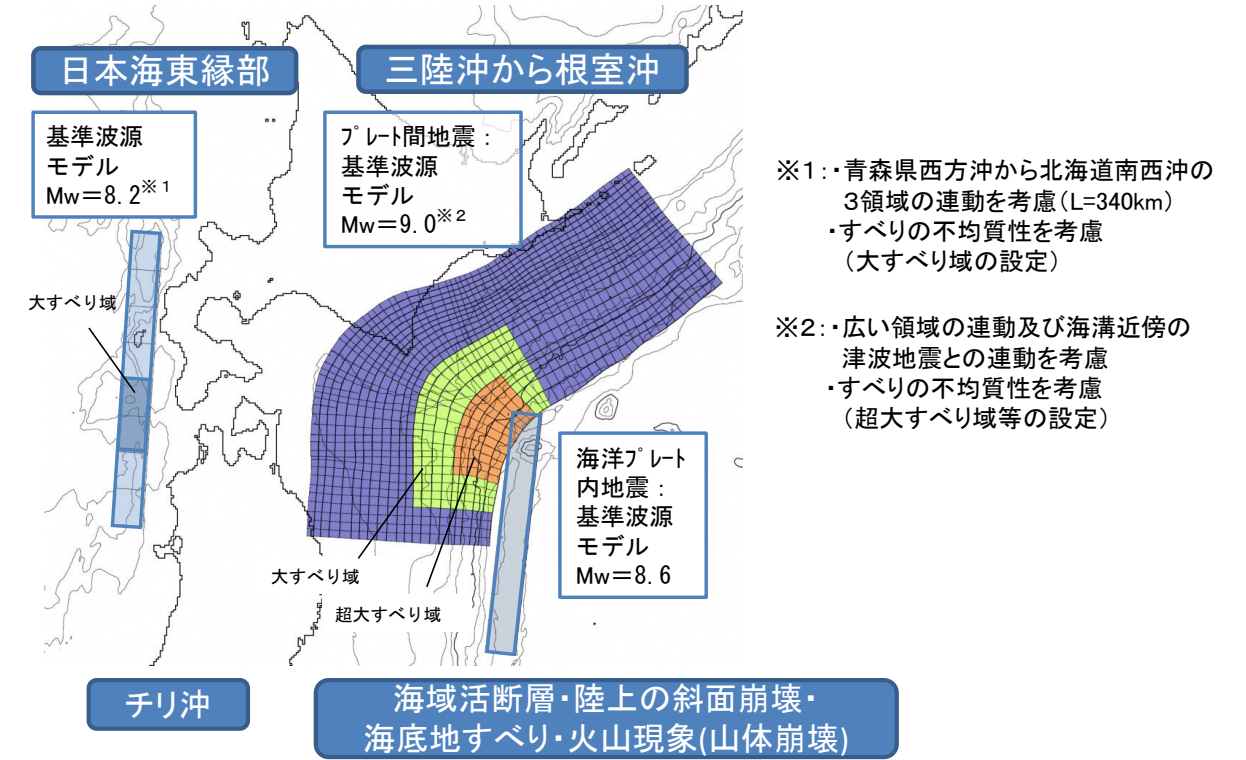 日本海東縁部
三陸沖から根室沖
基準波源
モデル
Mw=8.2※1
プレート間地震：
基準波源
モデル
Mw=9.0※2
大すべり域
海洋プレート
内地震：
基準波源
モデル
Mw=8.6
大すべり域
超大すべり域
※1：・青森県西方沖から北海道南西沖の
3領域の連動を考慮（L=340km）
・すべりの不均質性を考慮
（大すべり域の設定）
※2：・広い領域の連動及び海溝近傍の
津波地震との連動を考慮
・すべりの不均質性を考慮
（超大すべり域等の設定）
チリ沖
海域活断層・陸上の斜面崩壊・
海底地すべり・火山現象(山体崩壊)